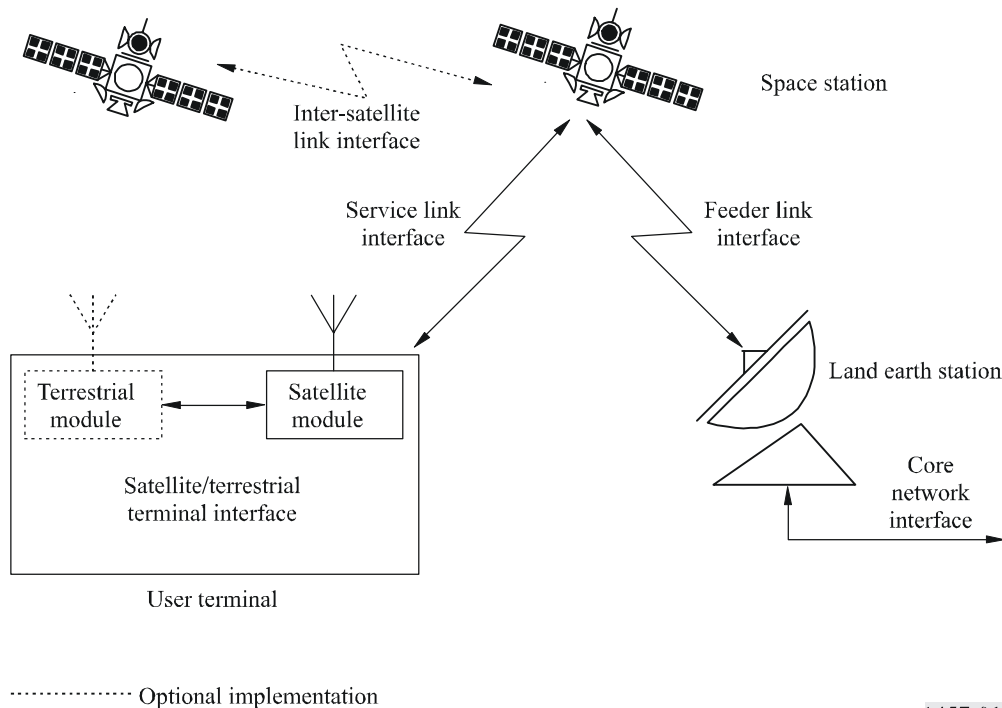 Space station
Inter-satellite
link interface
Service link
interface
Feeder link
interface
Terrestrial
module
Satellite
module
Land earth station
Satellite/terrestrial
terminal interface
Core
network
interface
User terminal
Optional implementation